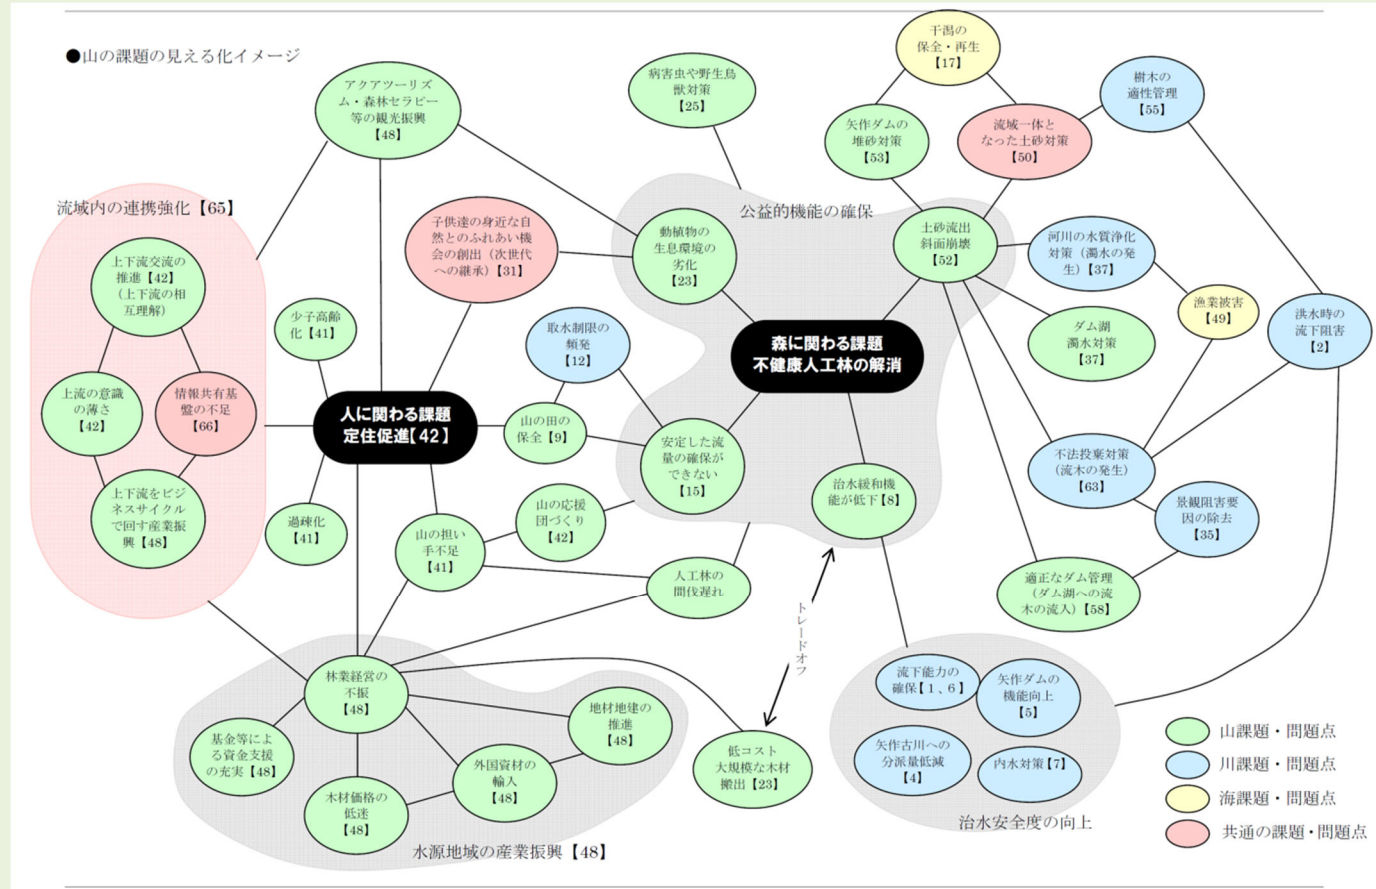 ●山の課題の見える化イメージ
アクアツーリズ
ム・森林セラピー
等の観光振興
【48】
病害虫や野生鳥
獣対策
【25】
干潟の
保全・再生
【17】
樹木の
適性管理
【55】
矢作ダムの
堆砂対策
【53】
流域一体と
なった土砂対策
【50】
流域内の連携強化【65】
上下流交流の
推進【42】
（上下流の相
互理解）
上流の意識
の薄さ
【42】
情報共有基
盤の不足
【66】
上下流をビジ
ネスサイクル
で回す産業振
興【48】
子供達の身近な自
然とのふれあい機
会の創出（次世代
への継承）【31】
公益的機能の確保
動植物の
生息環境の
劣化
【23】
土砂流出
斜面崩壊
【52】
河川の水質浄化
対策（濁水の発
生）【37】
漁業被害
【49】
洪水時の
流下阻害
【2】
ダム湖
濁水対策
【37】
少子高齢
化【41】
取水制限の
頻発
【12】
森に関わる課題
不健康人工林の解消
人に関わる課題
定住促進【42】
山の田の
保全【9】
安定した流
量の確保が
できない
【15】
治水緩和機
能が低下【8】
不法投棄対策
（流木の発生）
【63】
景観阻害要
因の除去
【35】
過疎化
【41】
山の担い
手不足
【41】
山の応援
団づくり
【42】
人工林の
間伐遅れ
適正なダム管理
（ダム湖への流
木の流入）【58】
トレードオフ
林業経営の
不振
【48】
地材地建の
推進
【48】
基金等によ
る資金支援
の充実【48】
外国資材の
輸入
【48】
木材価格の
低迷
【48】
水源地域の産業振興【48】
低コスト
大規模な木材
搬出【23】
流下能力の
確保【1、6】
矢作ダムの
機能向上
【5】
矢作古川への
分派量低減
【4】
内水対策【7】
治水安全度の向上
山課題・問題点
川課題・問題点
海課題・問題点
共通の課題・問題点